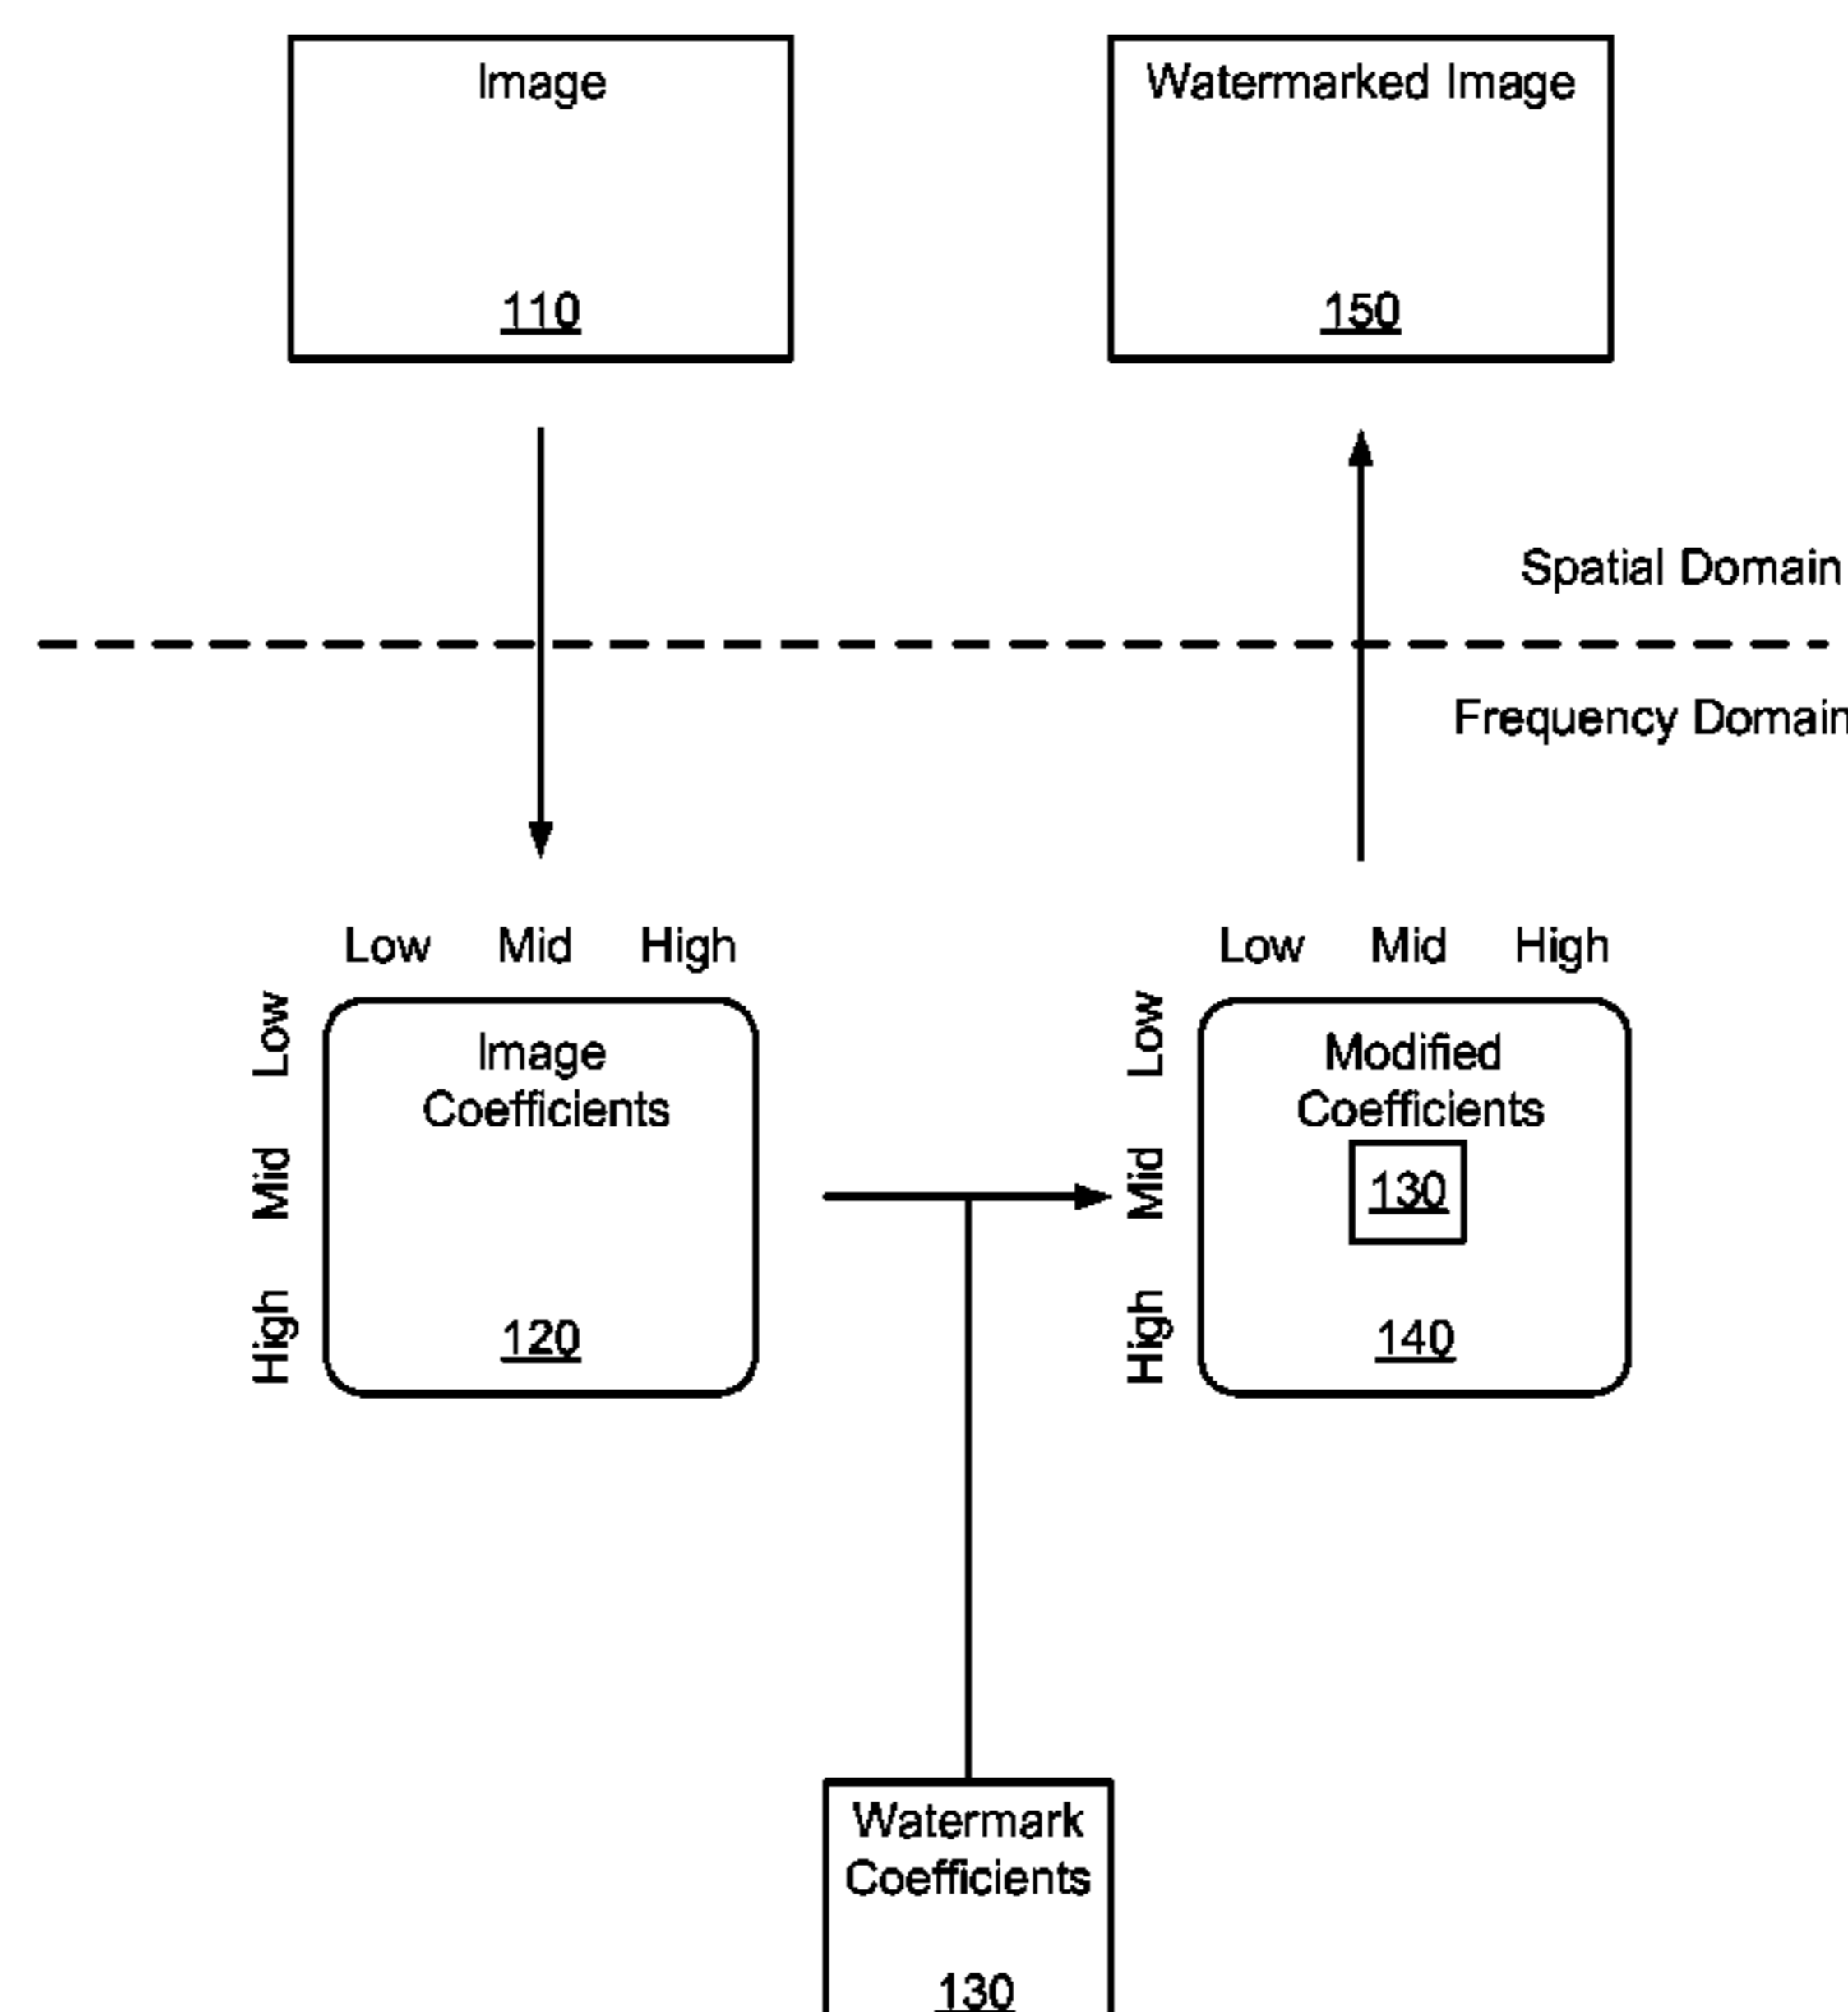 Image
110
Watermarked Image
150
Spatial Domain
Frequency Domain
Low Mid High
Low
Mid
High
Image
Coefficients
120
Low Mid High
Low
Mid
High
Modified
Coefficients
130
140
Watermark
Coefficients
130